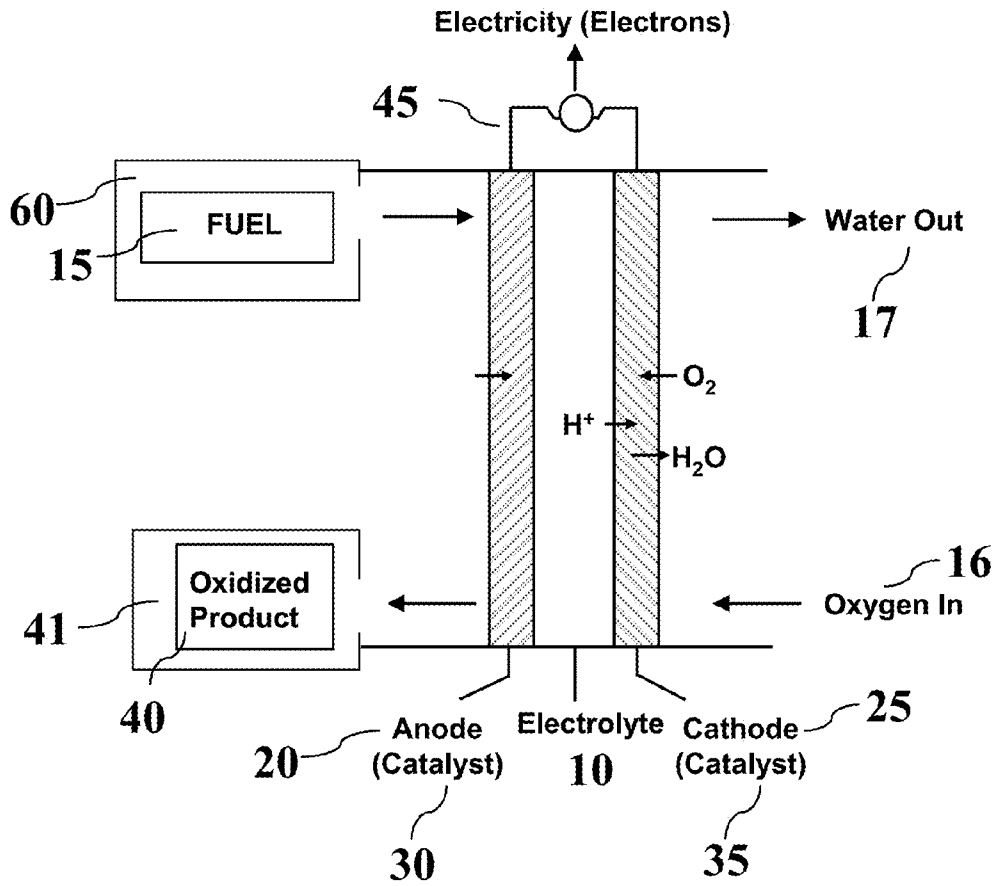 Electricity (Electrons)
45
60
FUEL
15
Water Out
17
O₂
H⁺
H₂O
16
Oxidized
Product
Oxygen In
41
40
25
20
Anode
(Catalyst)
Electrolyte
10
Cathode
(Catalyst)
30
35